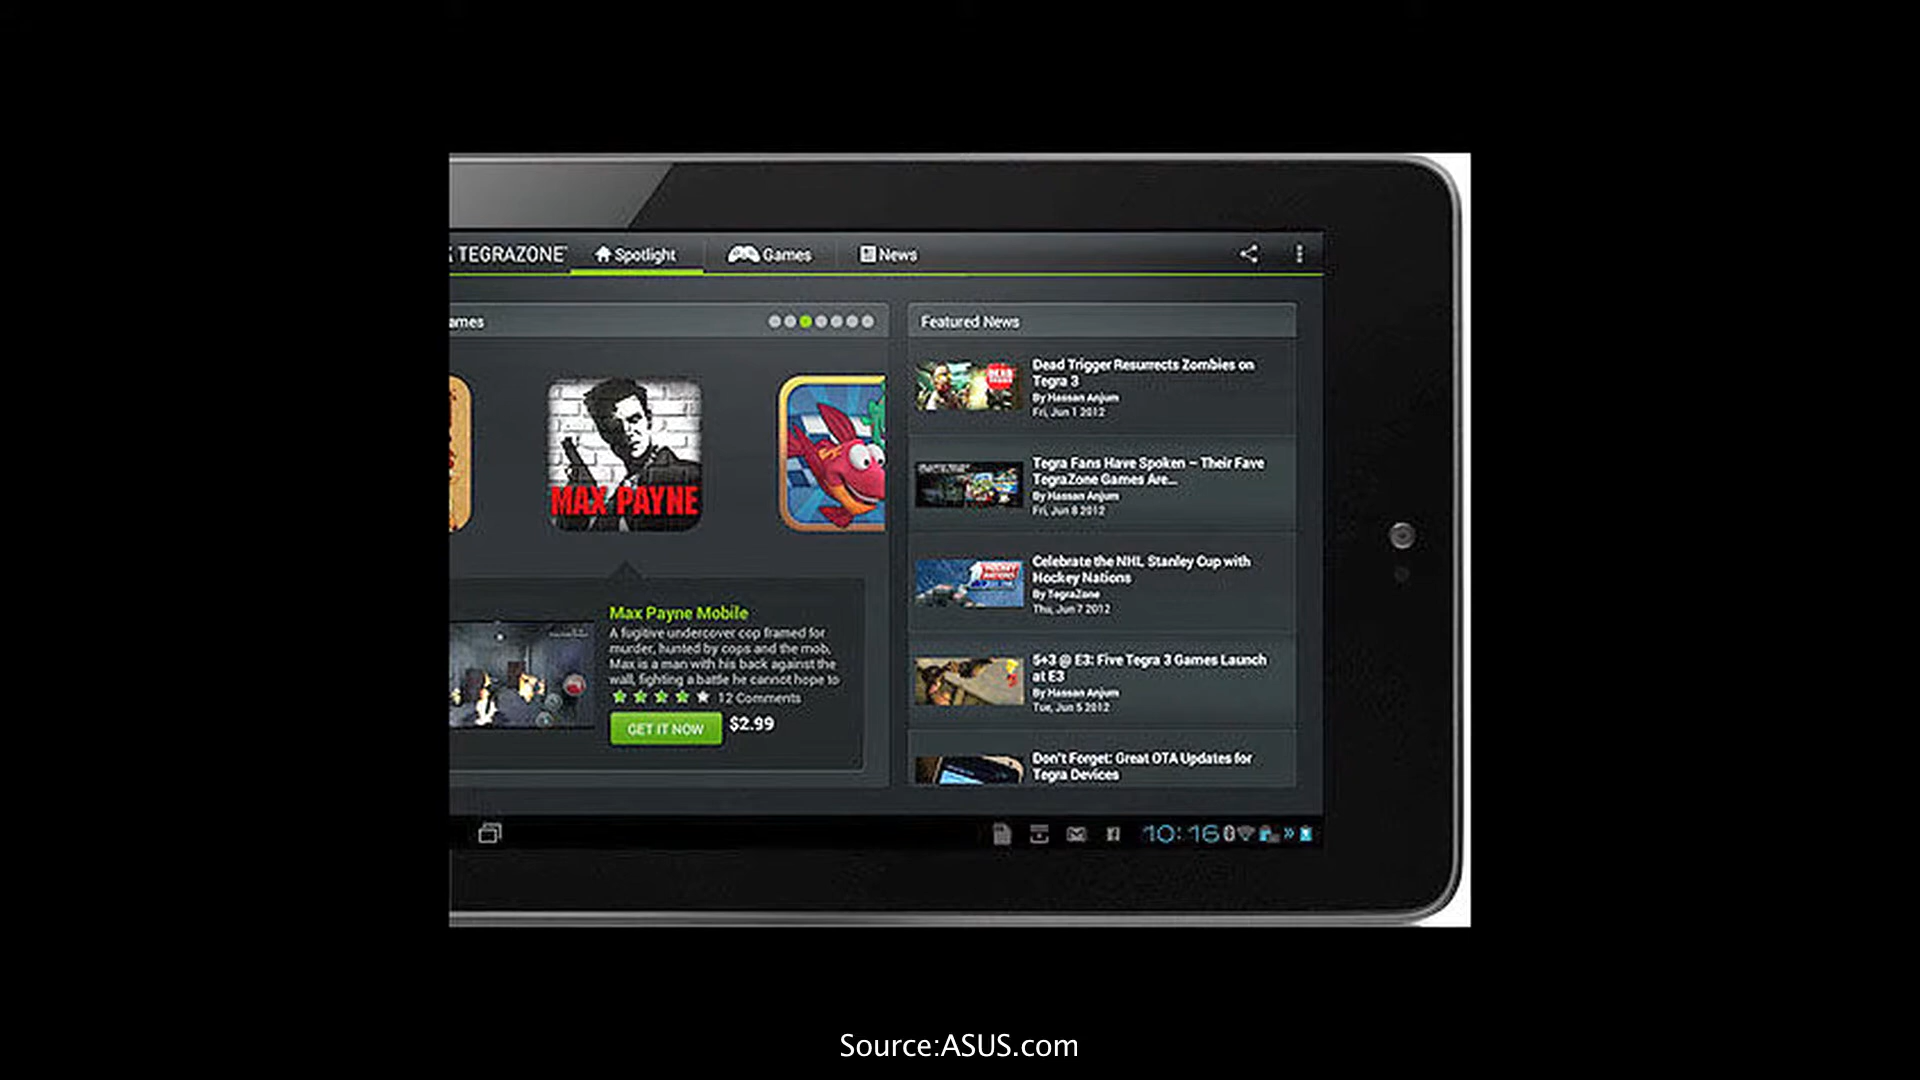 TEGRAZONE
Spotlight
Games
News
ames
Featured News
MAX PAYNE
Dead Trigger Resurrects Zombies on
Tegra 3
By Hassan Anjum
Fri, Jun 1 2012
Tegra Fans Have Spoken – Their Fave
TegraZone Games Are...
By Hassan Anjum
Fri, Jun 8 2012
Celebrate the NHL Stanley Cup with
Hockey Nations
By TegraZone
Thu, Jun 7 2012
5+3 @ E3: Five Tegra 3 Games Launch
at E3
By Hassan Anjum
Tue, Jun 5 2012
Don't Forget: Great OTA Updates for
Tegra Devices
Max Payne Mobile
A fugitive undercover cop framed for
murder, hunted by cops and the mob,
Max is a man with his back against the
wall, fighting a battle he cannot hope to
12 Comments
GET IT NOW
$2.99
10:16
Source:ASUS.com